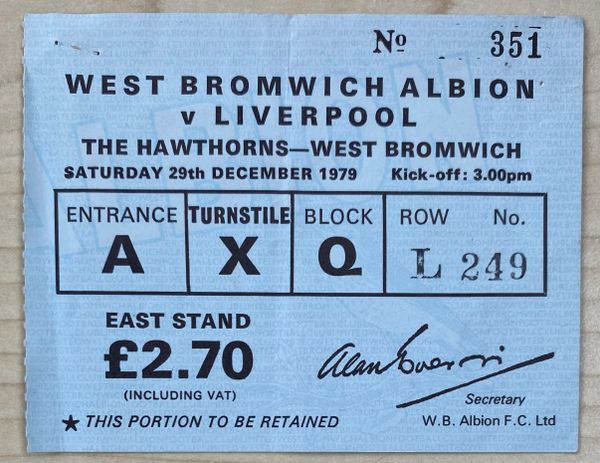 Nº 351
WEST BROMWICH ALBION
v LIVERPOOL
THE HAWTHORNS—WEST BROMWICH
SATURDAY 29th DECEMBER 1979 Kick-off: 3.00pm
ENTRANCE TURNSTILE BLOCK ROW No.
A X Q L 249
EAST STAND
£2.70
(INCLUDING VAT)
Secretary
★ THIS PORTION TO BE RETAINED W.B. Albion F.C. Ltd
ALBION